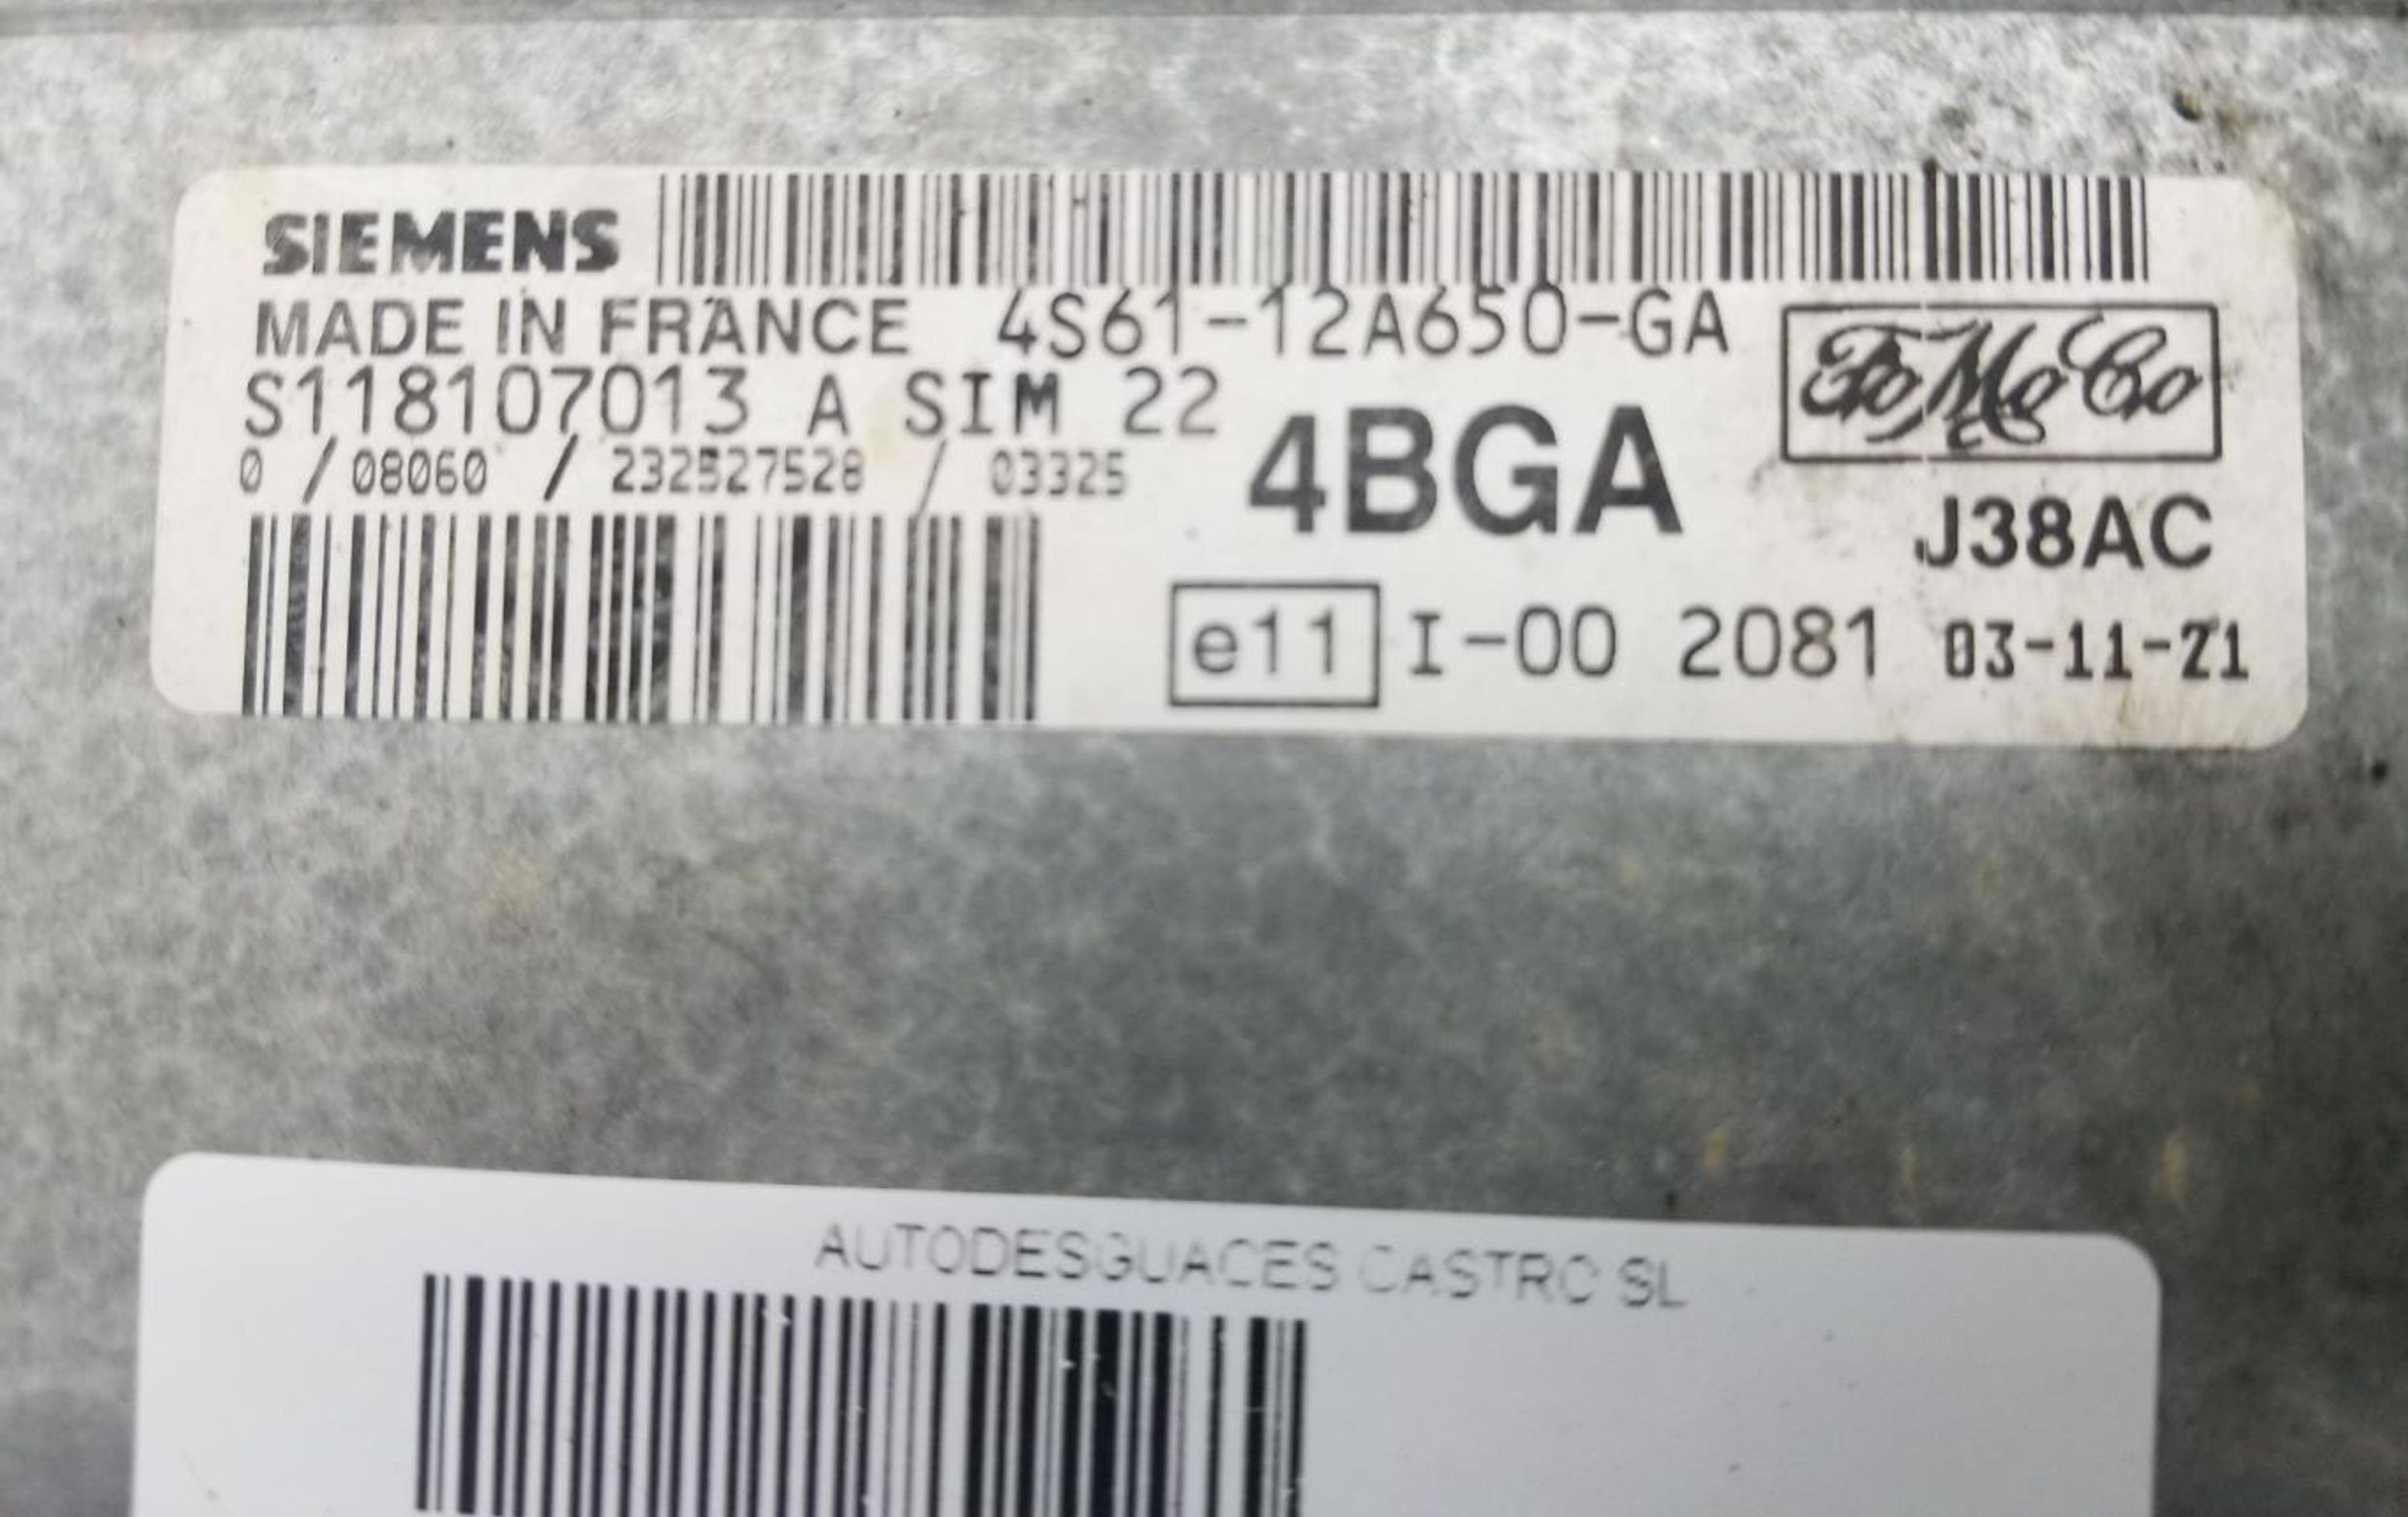 SIEMENS
MADE IN FRANCE 4S61-12A650-GA
FoMoCo
S118107013 A SIM 22
0 / 08060 / 232527528 / 03325
4BGA
J38AC
e11 I-00 2081 03-11-21
AUTODESGUACES CASTRO SL